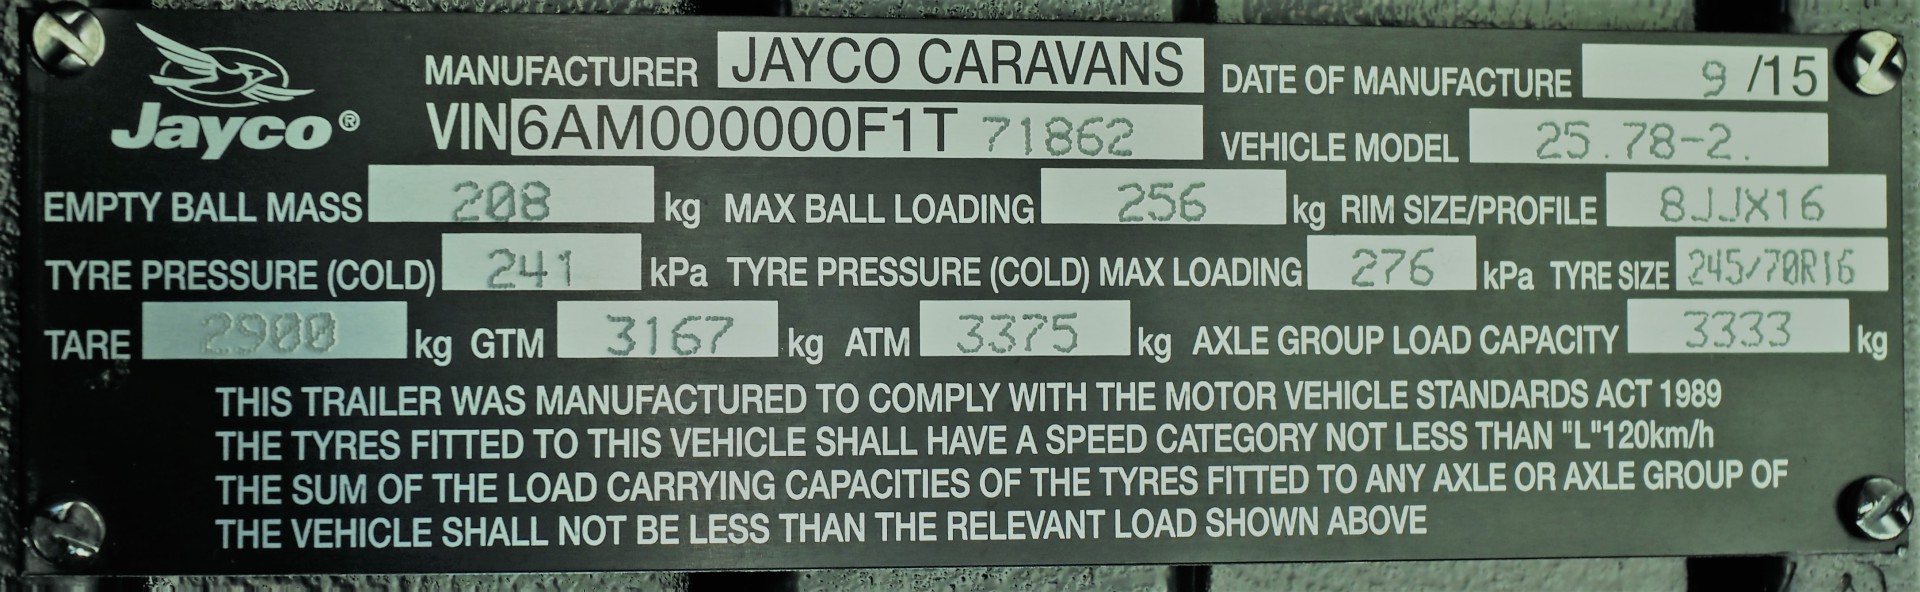 Jayco®
MANUFACTURER JAYCO CARAVANS DATE OF MANUFACTURE 9 /15
VIN 6AM000000F1T 71862 VEHICLE MODEL 25.78-2.
EMPTY BALL MASS 208 kg MAX BALL LOADING 256 kg RIM SIZE/PROFILE 8JJX16
TYRE PRESSURE (COLD) 241 kPa TYRE PRESSURE (COLD) MAX LOADING 276 kPa TYRE SIZE 245/70R16
TARE 2900 kg GTM 3167 kg ATM 3375 kg AXLE GROUP LOAD CAPACITY 3333 kg
THIS TRAILER WAS MANUFACTURED TO COMPLY WITH THE MOTOR VEHICLE STANDARDS ACT 1989
THE TYRES FITTED TO THIS VEHICLE SHALL HAVE A SPEED CATEGORY NOT LESS THAN "L"120km/h
THE SUM OF THE LOAD CARRYING CAPACITIES OF THE TYRES FITTED TO ANY AXLE OR AXLE GROUP OF
THE VEHICLE SHALL NOT BE LESS THAN THE RELEVANT LOAD SHOWN ABOVE